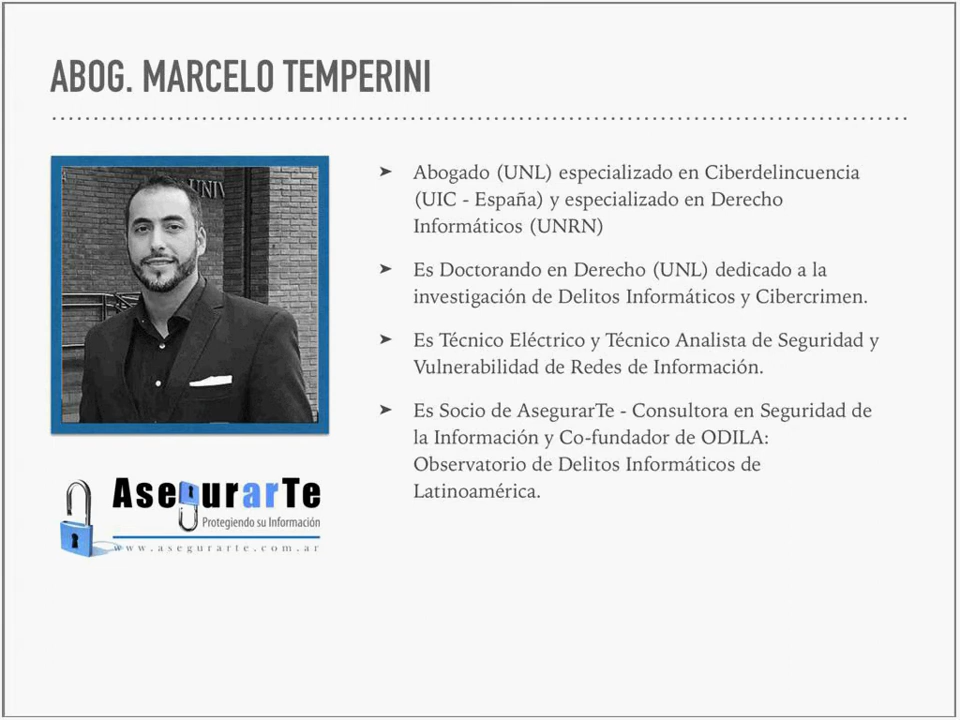 ABOG. MARCELO TEMPERINI
UNIV
➤ Abogado (UNL) especializado en Ciberdelincuencia
(UIC - España) y especializado en Derecho
Informáticos (UNRN)
➤ Es Doctorando en Derecho (UNL) dedicado a la
investigación de Delitos Informáticos y Cibercrimen.
➤ Es Técnico Eléctrico y Técnico Analista de Seguridad y
Vulnerabilidad de Redes de Información.
➤ Es Socio de AsegurarTe - Consultora en Seguridad de
la Información y Co-fundador de ODILA:
Observatorio de Delitos Informáticos de
Latinoamérica.
AsegurarTe
Protegiendo su Información
www.asegurarte.com.ar